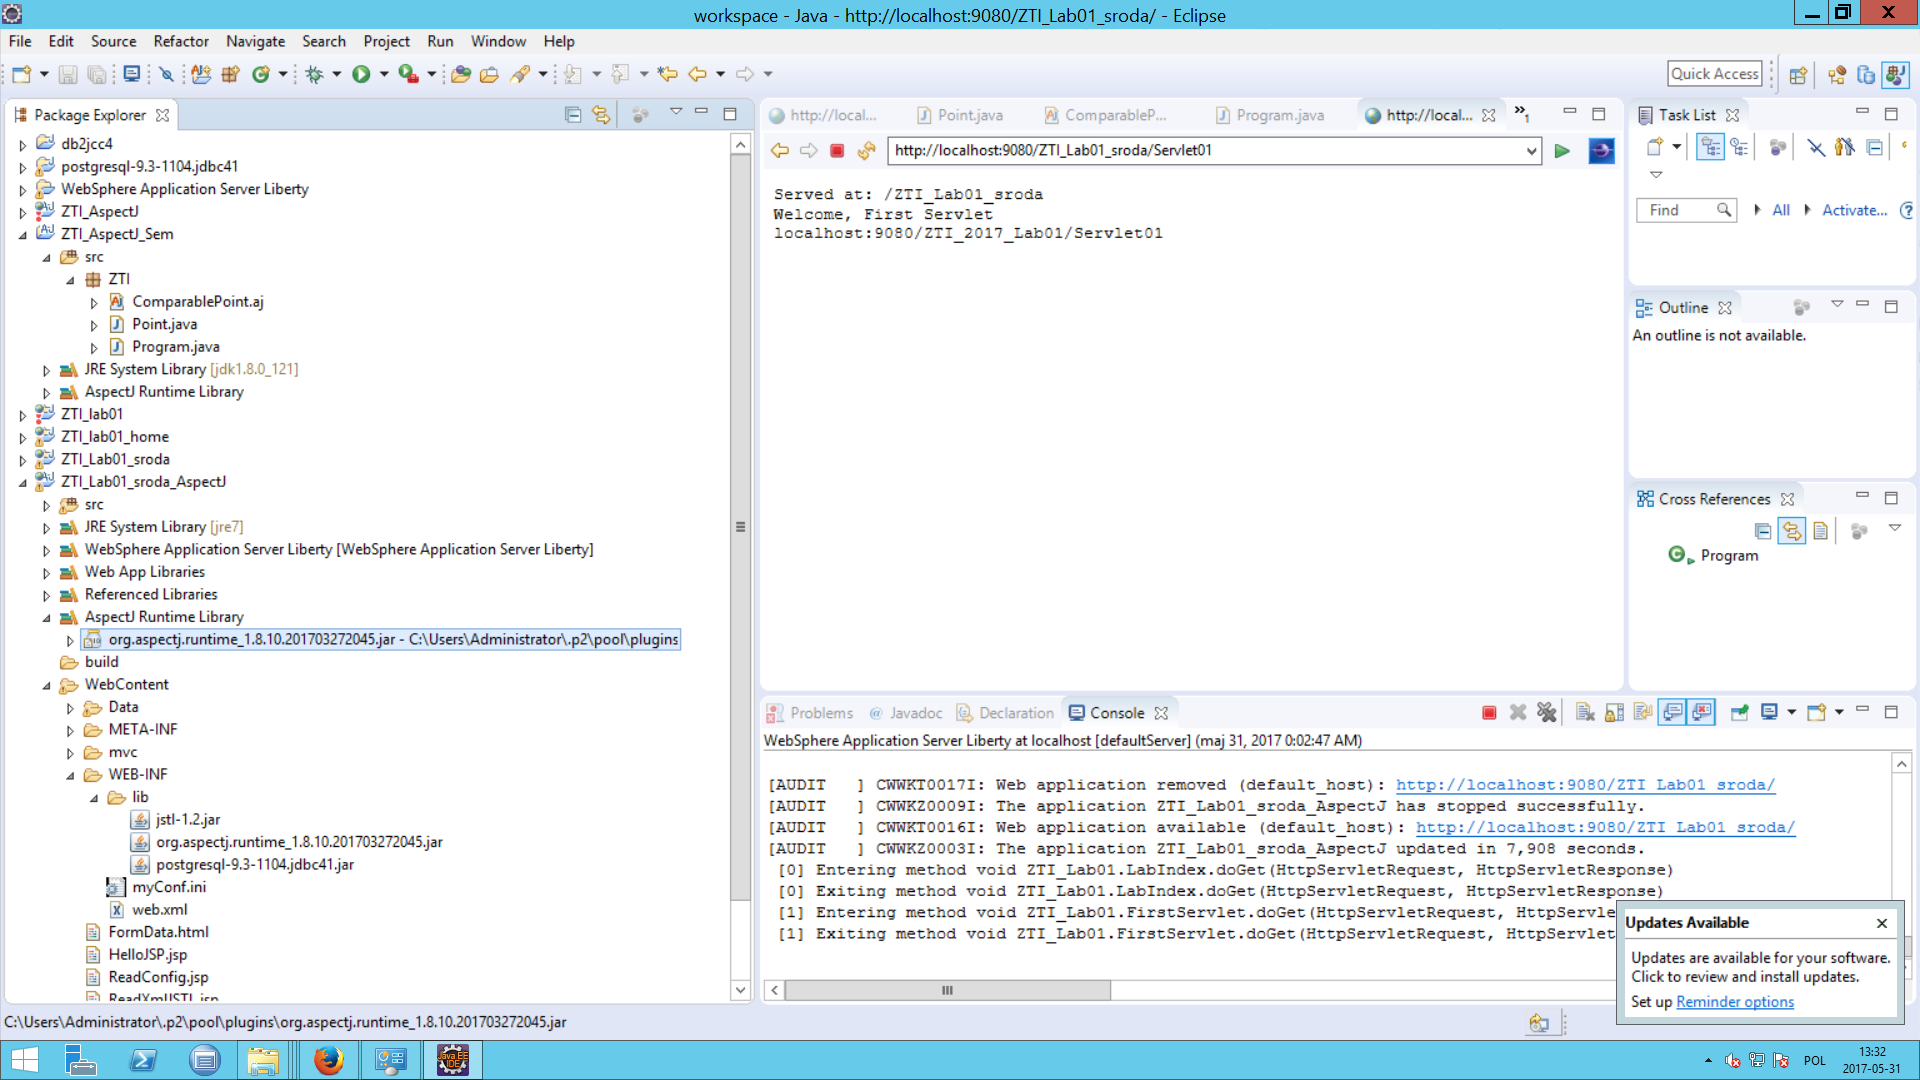 workspace - Java - http://localhost:9080/ZTI_Lab01_sroda/ - Eclipse
File Edit Source Refactor Navigate Search Project Run Window Help
Quick Access
Package Explorer
db2jcc4
postgresql-9.3-1104.jdbc41
WebSphere Application Server Liberty
ZTI_AspectJ
ZTI_AspectJ_Sem
src
ZTI
ComparablePoint.aj
Point.java
Program.java
JRE System Library [jdk1.8.0_121]
AspectJ Runtime Library
ZTI_lab01
ZTI_lab01_home
ZTI_Lab01_sroda
ZTI_Lab01_sroda_AspectJ
src
JRE System Library [jre7]
WebSphere Application Server Liberty [WebSphere Application Server Liberty]
Web App Libraries
Referenced Libraries
AspectJ Runtime Library
org.aspectj.runtime_1.8.10.201703272045.jar - C:\Users\Administrator\.p2\pool\plugins
build
WebContent
Data
META-INF
mvc
WEB-INF
lib
jstl-1.2.jar
org.aspectj.runtime_1.8.10.201703272045.jar
postgresql-9.3-1104.jdbc41.jar
myConf.ini
web.xml
FormData.html
HelloJSP.jsp
ReadConfig.jsp
ReadXmlJSTL.jsp
http://local... Point.java ComparableP... Program.java http://local... »1
http://localhost:9080/ZTI_Lab01_sroda/Servlet01
Served at: /ZTI_Lab01_sroda
Welcome, First Servlet
localhost:9080/ZTI_2017_Lab01/Servlet01
Task List
Find All Activate...
Outline
An outline is not available.
Cross References
Program
Problems @ Javadoc Declaration Console
WebSphere Application Server Liberty at localhost [defaultServer] (maj 31, 2017 0:02:47 AM)
[AUDIT   ] CWWKT0017I: Web application removed (default_host): http://localhost:9080/ZTI_Lab01_sroda/
[AUDIT   ] CWWKZ0009I: The application ZTI_Lab01_sroda_AspectJ has stopped successfully.
[AUDIT   ] CWWKT0016I: Web application available (default_host): http://localhost:9080/ZTI_Lab01_sroda/
[AUDIT   ] CWWKZ0003I: The application ZTI_Lab01_sroda_AspectJ updated in 7,908 seconds.
[0] Entering method void ZTI_Lab01.LabIndex.doGet(HttpServletRequest, HttpServletResponse)
[0] Exiting method void ZTI_Lab01.LabIndex.doGet(HttpServletRequest, HttpServletResponse)
[1] Entering method void ZTI_Lab01.FirstServlet.doGet(HttpServletRequest, HttpServlet
[1] Exiting method void ZTI_Lab01.FirstServlet.doGet(HttpServletRequest, HttpServlet
Updates Available
Updates are available for your software.
Click to review and install updates.
Set up Reminder options
C:\Users\Administrator\.p2\pool\plugins\org.aspectj.runtime_1.8.10.201703272045.jar
Java EE
IDE
POL
13:32
2017-05-31